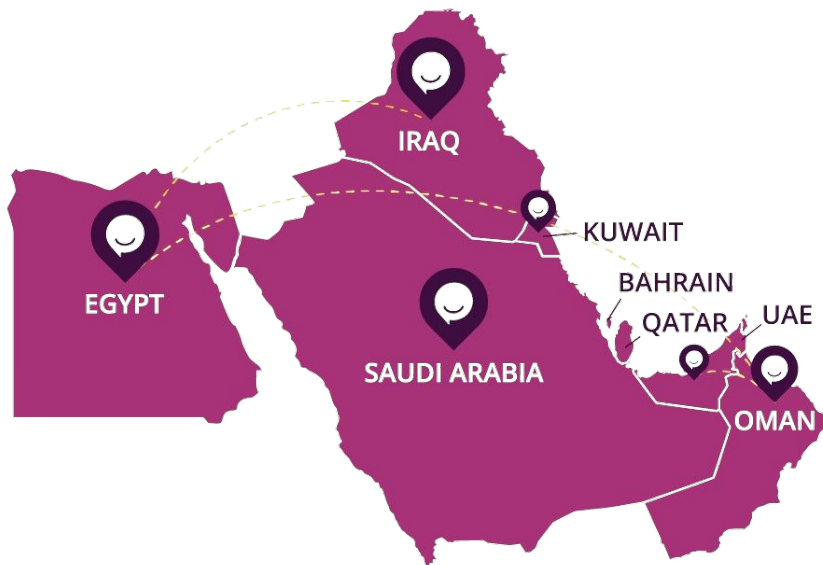 IRAQ
KUWAIT
EGYPT
BAHRAIN
QATAR
UAE
SAUDI ARABIA
OMAN